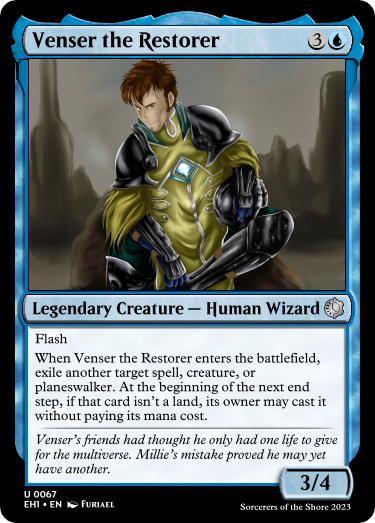 Venser the Restorer 3
Legendary Creature — Human Wizard
Flash
When Venser the Restorer enters the battlefield,
exile another target spell, creature, or
planeswalker. At the beginning of the next end
step, if that card isn't a land, its owner may cast it
without paying its mana cost.
Venser's friends had thought he only had one life to give
for the multiverse. Millie's mistake proved he may yet
have another.
3/4
U 0067
EH1 • EN Furiael
Sorcerers of the Shore 2023